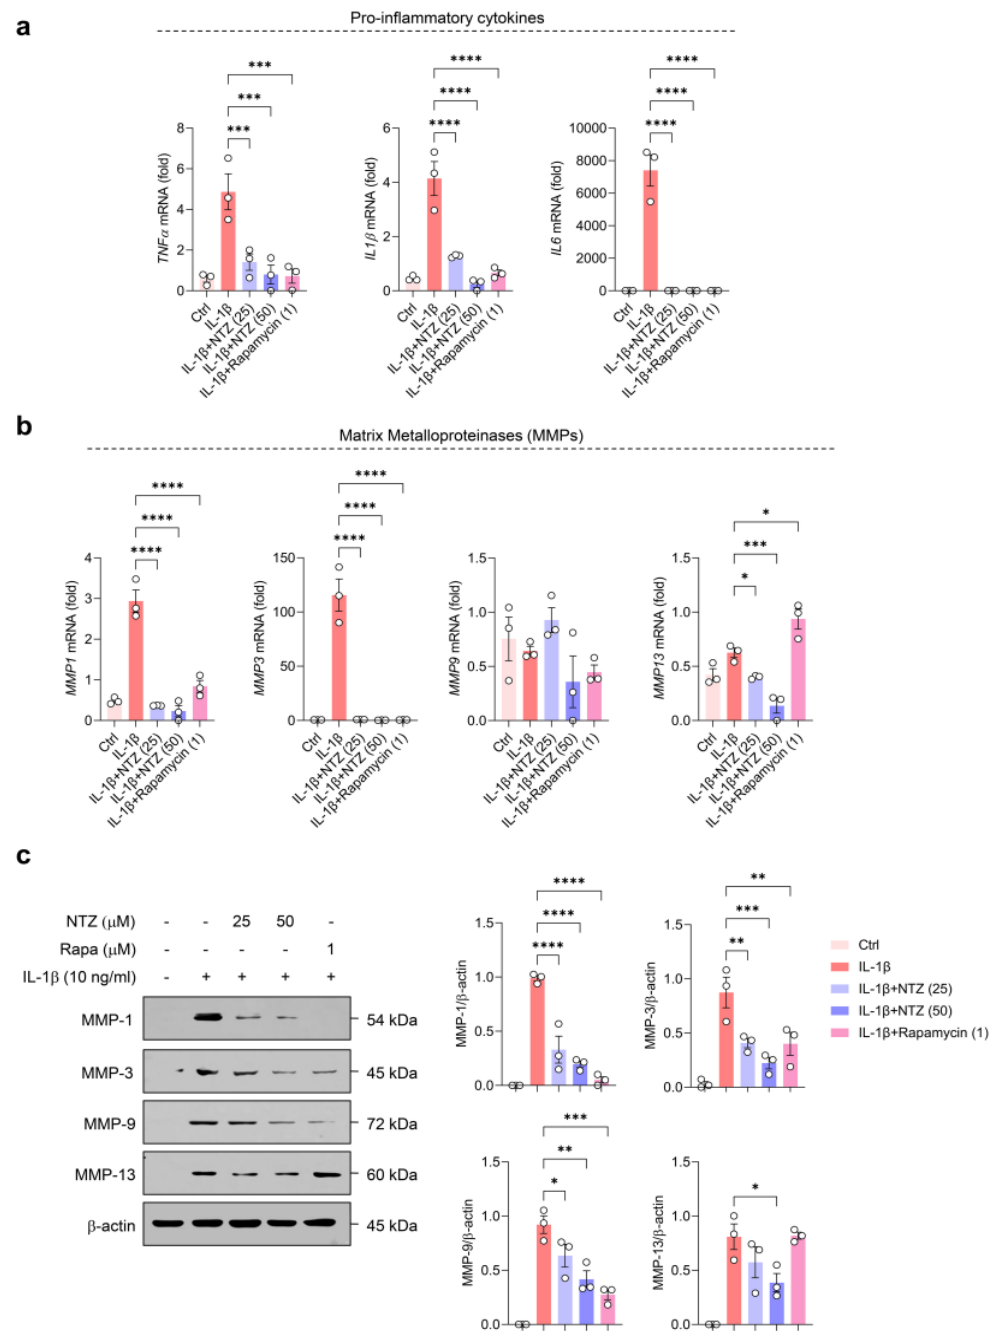 a
Pro-inflammatory cytokines
TNFα mRNA (fold)
8
6
4
2
0
***
***
***
Ctrl
IL-1β
IL-1β+NTZ (25)
IL-1β+NTZ (50)
IL-1β+Rapamycin (1)
IL1β mRNA (fold)
6
4
2
0
****
****
****
Ctrl
IL-1β
IL-1β+NTZ (25)
IL-1β+NTZ (50)
IL-1β+Rapamycin (1)
IL6 mRNA (fold)
10000
8000
6000
4000
2000
0
****
****
****
Ctrl
IL-1β
IL-1β+NTZ (25)
IL-1β+NTZ (50)
IL-1β+Rapamycin (1)
b
Matrix Metalloproteinases (MMPs)
MMP1 mRNA (fold)
4
3
2
1
0
****
****
****
Ctrl
IL-1β
IL-1β+NTZ (25)
IL-1β+NTZ (50)
IL-1β+Rapamycin (1)
MMP3 mRNA (fold)
150
100
50
0
****
****
****
Ctrl
IL-1β
IL-1β+NTZ (25)
IL-1β+NTZ (50)
IL-1β+Rapamycin (1)
MMP9 mRNA (fold)
1.5
1.0
0.5
0.0
Ctrl
IL-1β
IL-1β+NTZ (25)
IL-1β+NTZ (50)
IL-1β+Rapamycin (1)
MMP13 mRNA (fold)
1.5
1.0
0.5
0.0
*
***
*
Ctrl
IL-1β
IL-1β+NTZ (25)
IL-1β+NTZ (50)
IL-1β+Rapamycin (1)
c
NTZ (μM) - - 25 50
Rapa (μM) - - - - 1
IL-1β (10 ng/ml) - + + + +
MMP-1 54 kDa
MMP-3 45 kDa
MMP-9 72 kDa
MMP-13 60 kDa
β-actin 45 kDa
MMP-1/β-actin
1.5
1.0
0.5
0.0
****
****
****
MMP-3/β-actin
1.5
1.0
0.5
0.0
**
***
**
Ctrl
IL-1β
IL-1β+NTZ (25)
IL-1β+NTZ (50)
IL-1β+Rapamycin (1)
MMP-9/β-actin
1.5
1.0
0.5
0.0
***
**
*
MMP-13/β-actin
1.5
1.0
0.5
0.0
*